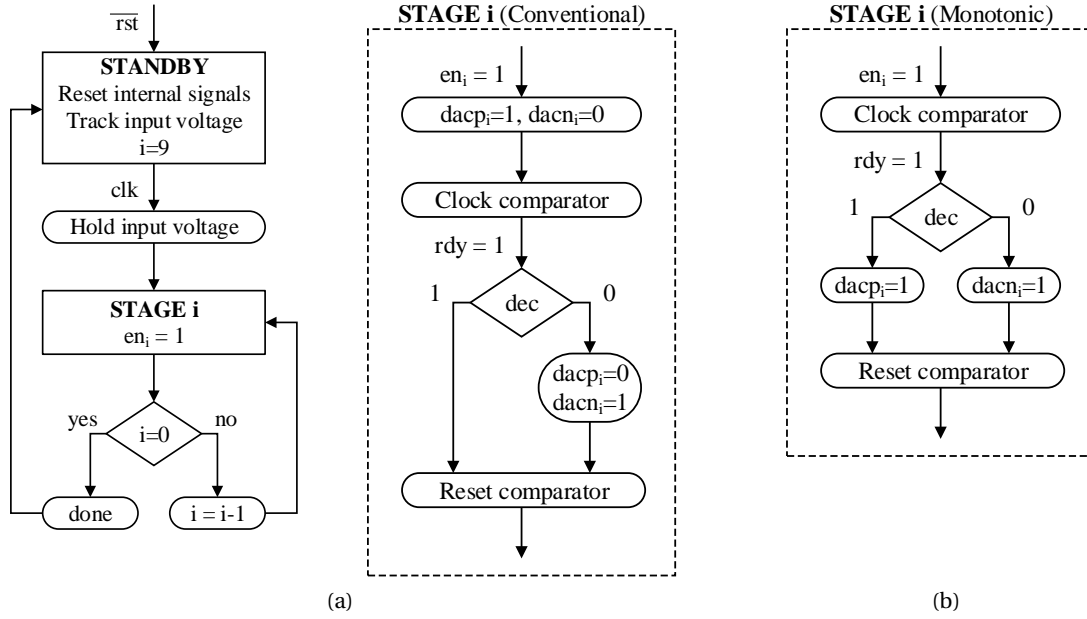 rst
STANDBY
Reset internal signals
Track input voltage
i=9
clk
Hold input voltage
STAGE i
en_i = 1
yes
i=0
no
done
i = i-1
STAGE i (Conventional)
en_i = 1
dacp_i=1, dacn_i=0
Clock comparator
rdy = 1
1
dec
0
dacp_i=0
dacn_i=1
Reset comparator
(a)
STAGE i (Monotonic)
en_i = 1
Clock comparator
rdy = 1
1
dec
0
dacp_i=1
dacn_i=1
Reset comparator
(b)